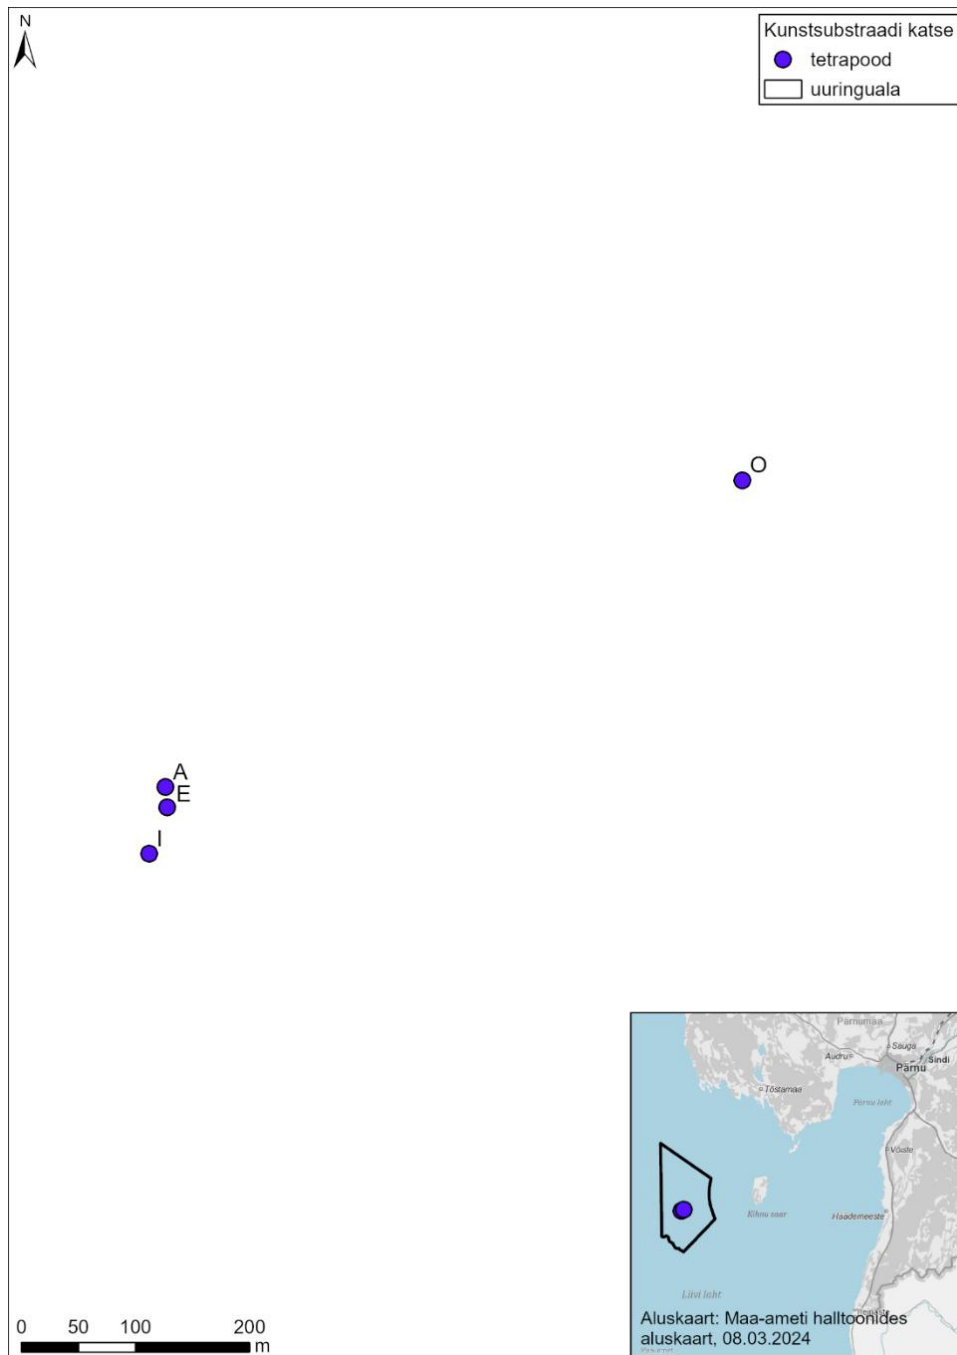 N
Kunstsubstraadi katse
tetrapood
uuringuala
O
A
E
I
Pärnumaa
Sauga
Audru
Sindi
Pärnu
Tõstamaa
Pärnu laht
Võiste
Kihnu saar
Häädemeeste
Liivi laht
Aluskaart: Maa-ameti halltoonides
aluskaart, 08.03.2024
0 50 100 200
m